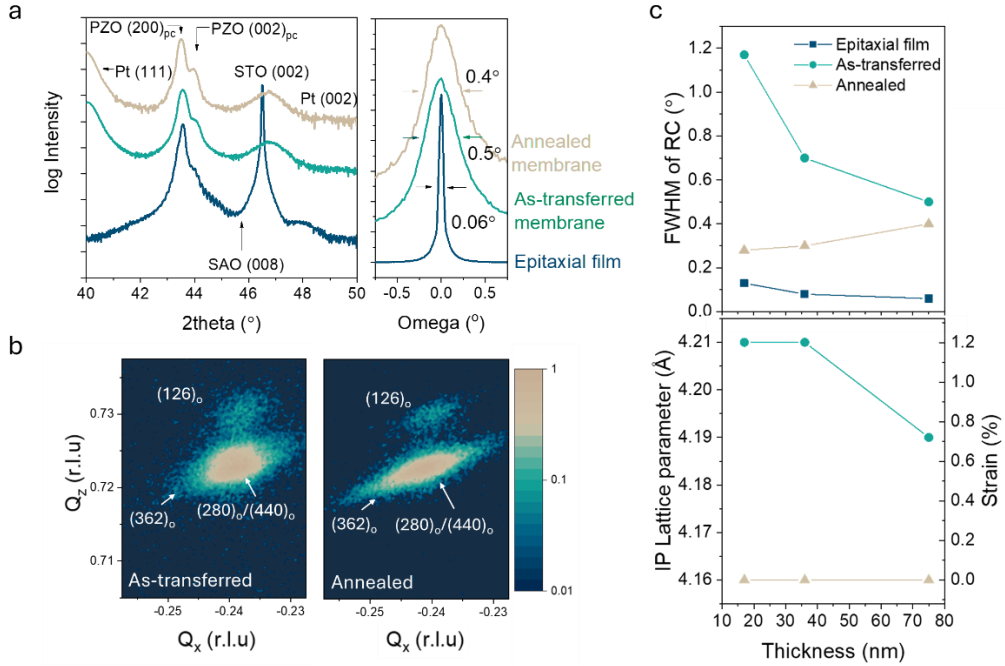 a
PZO (200)pc
PZO (002)pc
Pt (111)
STO (002)
Pt (002)
SAO (008)
log Intensity
40 42 44 46 48 50
2theta (°)
0.4°
0.5°
0.06°
Annealed
membrane
As-transferred
membrane
Epitaxial film
-0.5 0.0 0.5
Omega (°)
b
(126)o
(362)o
(280)o/(440)o
As-transferred
0.73
0.72
0.71
Qz (r.l.u)
-0.25 -0.24 -0.23
Qx (r.l.u)
(126)o
(362)o
(280)o/(440)o
Annealed
-0.25 -0.24 -0.23
Qx (r.l.u)
1
0.1
0.01
c
Epitaxial film
As-transferred
Annealed
1.2
1.0
0.8
0.6
0.4
0.2
0.0
FWHM of RC (°)
4.21
4.20
4.19
4.18
4.17
4.16
IP Lattice parameter (Å)
1.2
1.0
0.8
0.6
0.4
0.2
0.0
Strain (%)
10 20 30 40 50 60 70 80
Thickness (nm)